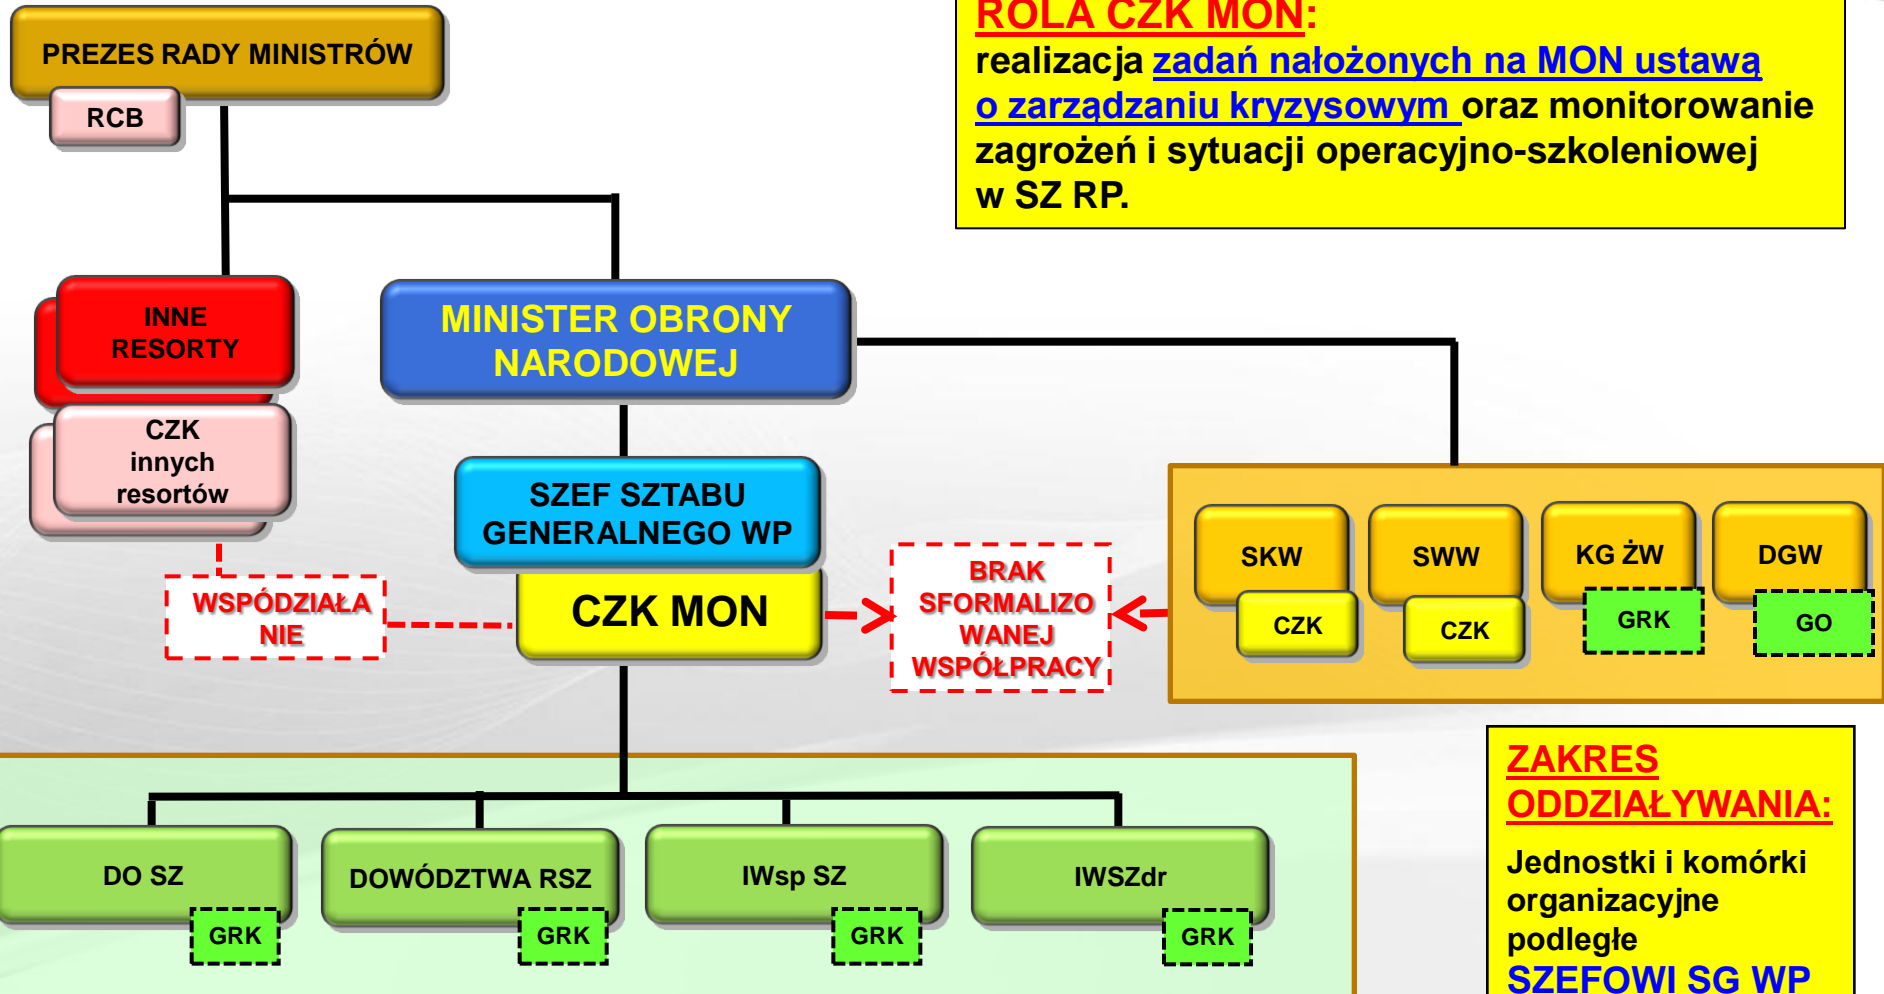 ROLA CZK MON:
realizacja zadań nałożonych na MON ustawą
o zarządzaniu kryzysowym oraz monitorowanie
zagrożeń i sytuacji operacyjno-szkoleniowej
w SZ RP.
PREZES RADY MINISTRÓW
RCB
INNE
RESORTY
CZK
innych
resortów
MINISTER OBRONY
NARODOWEJ
SZEF SZTABU
GENERALNEGO WP
CZK MON
WSPÓDZIAŁA
NIE
BRAK
SFORMALIZO
WANEJ
WSPÓŁPRACY
SKW
CZK
SWW
CZK
KG ŻW
GRK
DGW
GO
DO SZ
GRK
DOWÓDZTWA RSZ
GRK
IWsp SZ
GRK
IWSZdr
GRK
ZAKRES
ODDZIAŁYWANIA:
Jednostki i komórki
organizacyjne
podległe
SZEFOWI SG WP